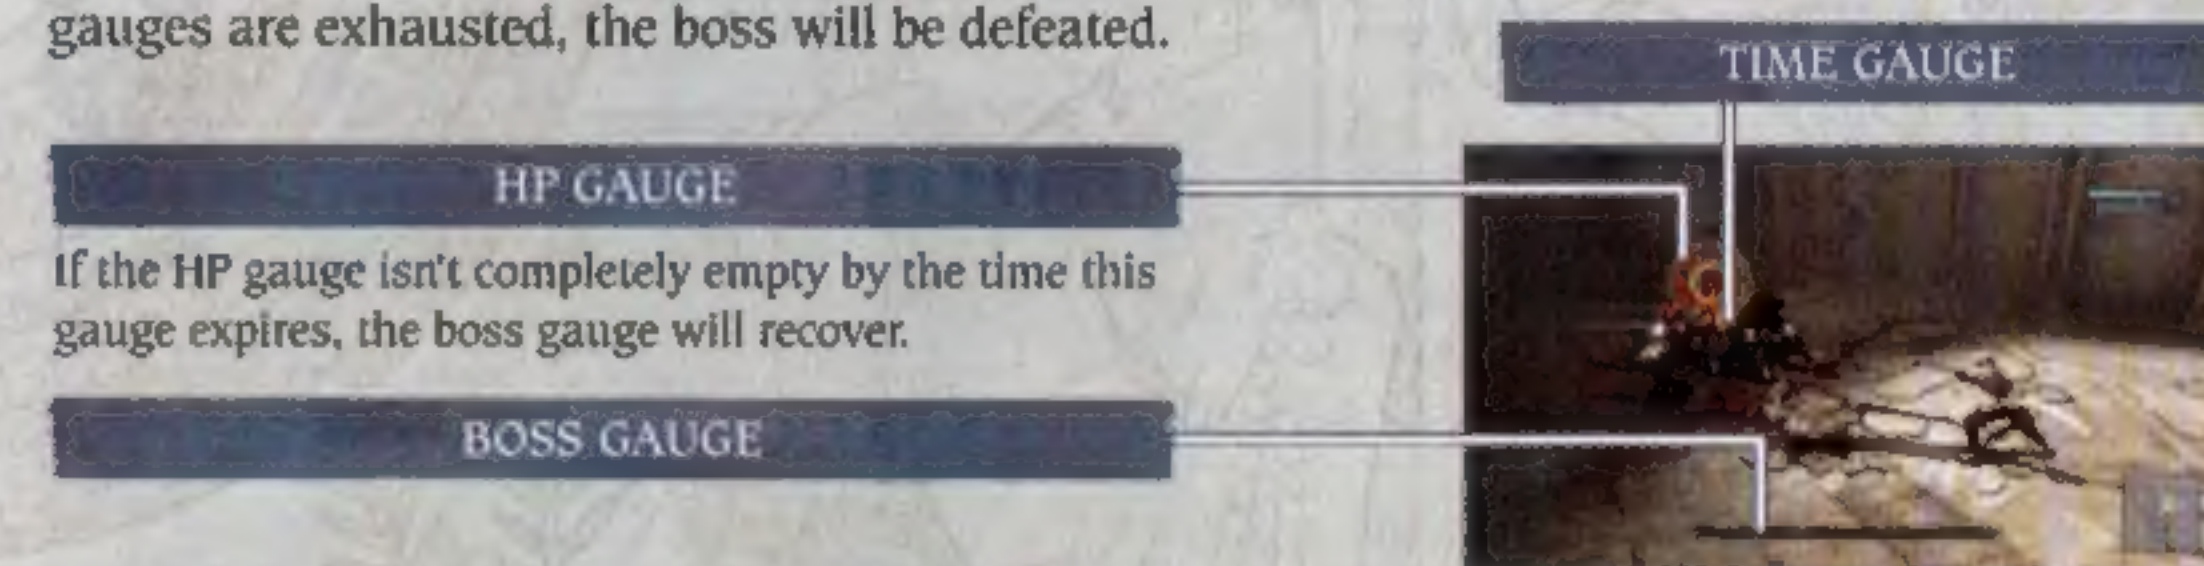 gauges are exhausted, the boss will be defeated.
TIME GAUGE
HP GAUGE
If the HP gauge isn't completely empty by the time this
gauge expires, the boss gauge will recover.
BOSS GAUGE